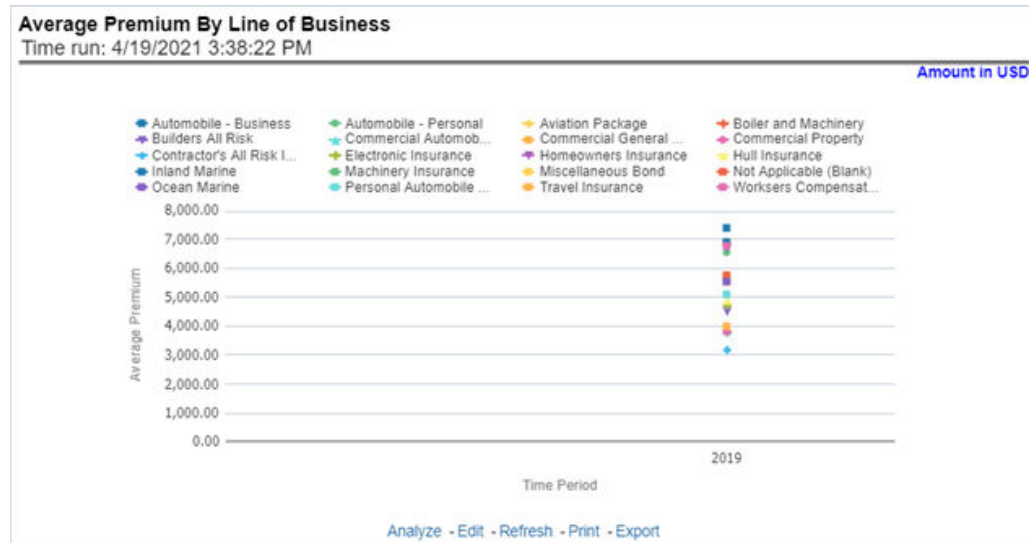 Average Premium By Line of Business
Time run: 4/19/2021 3:38:22 PM
Amount in USD
Automobile - Business Automobile - Personal Aviation Package Boiler and Machinery
Builders All Risk Commercial Automob... Commercial General ... Commercial Property
Contractor's All Risk I... Electronic Insurance Homeowners Insurance Hull Insurance
Inland Marine Machinery Insurance Miscellaneous Bond Not Applicable (Blank)
Ocean Marine Personal Automobile ... Travel Insurance Worksers Compensat...
8,000.00
7,000.00
6,000.00
5,000.00
4,000.00
3,000.00
2,000.00
1,000.00
0.00
Average Premium
2019
Time Period
Analyze - Edit - Refresh - Print - Export